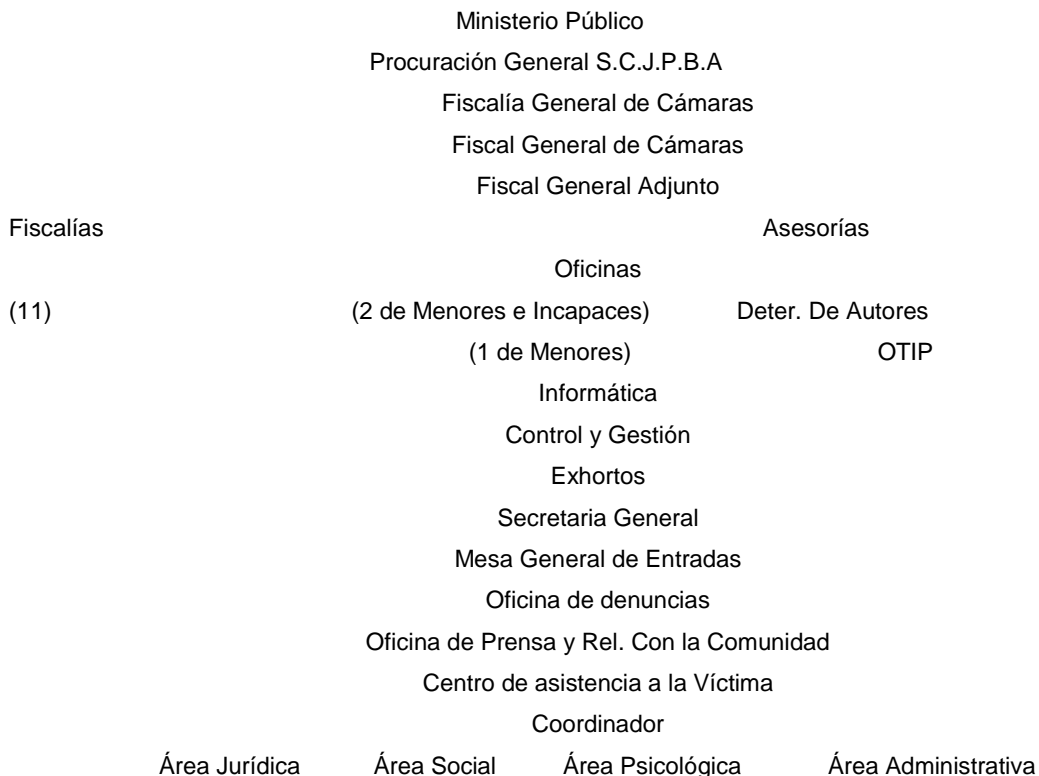 Ministerio Público
Procuración General S.C.J.P.B.A
Fiscalía General de Cámaras
Fiscal General de Cámaras
Fiscal General Adjunto
Fiscalías Asesorías
Oficinas
(11) (2 de Menores e Incapaces) Deter. De Autores
(1 de Menores) OTIP
Informática
Control y Gestión
Exhortos
Secretaria General
Mesa General de Entradas
Oficina de denuncias
Oficina de Prensa y Rel. Con la Comunidad
Centro de asistencia a la Víctima
Coordinador
Área Jurídica Área Social Área Psicológica Área Administrativa